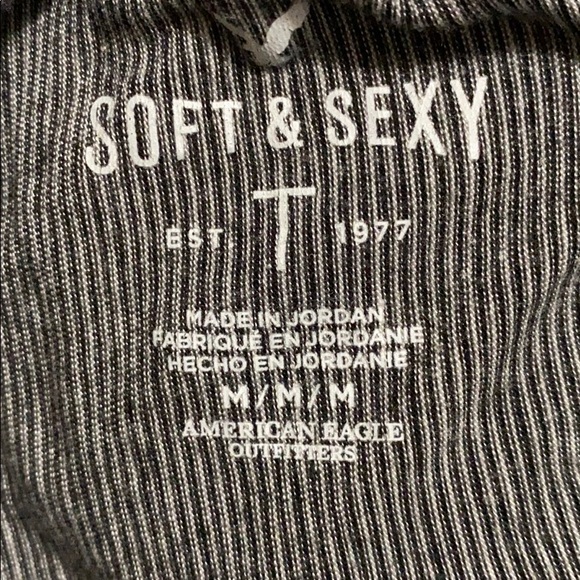 SOFT & SEXY
T
EST. 1977
MADE IN JORDAN
FABRIQUÉ EN JORDANIE
HECHO EN JORDANIE
M/M/M
AMERICAN EAGLE
OUTFITTERS